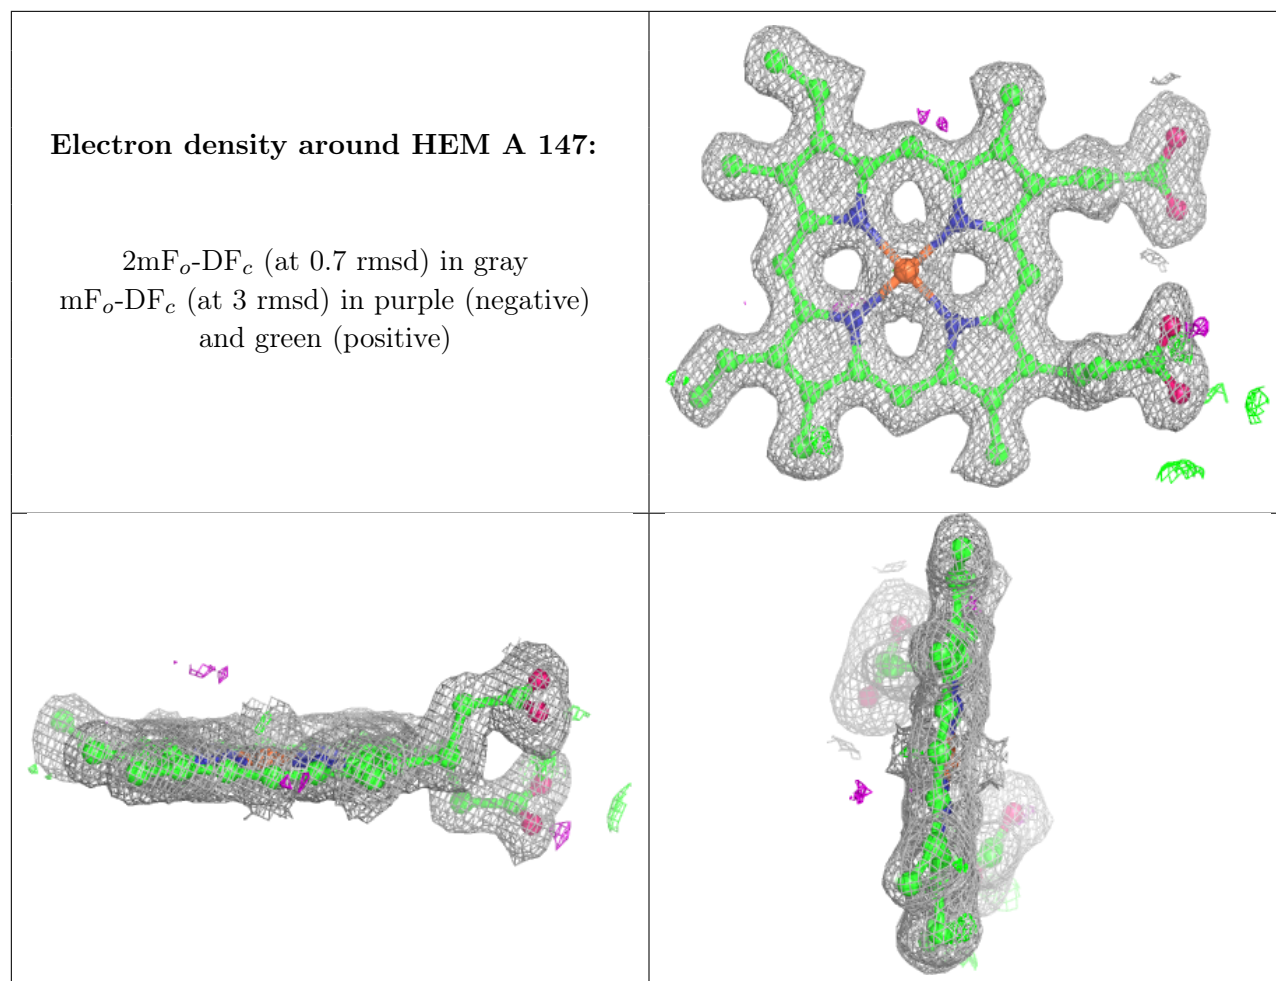 Electron density around HEM A 147:
2mFₒ-DF𝒸 (at 0.7 rmsd) in gray
mFₒ-DF𝒸 (at 3 rmsd) in purple (negative)
and green (positive)